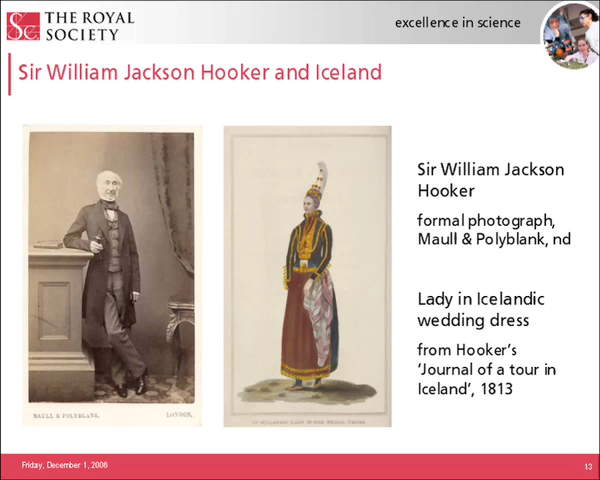 THE ROYAL
SOCIETY
excellence in science
Sir William Jackson Hooker and Iceland
Sir William Jackson
Hooker
formal photograph,
Maull & Polyblank, nd
Lady in Icelandic
wedding dress
from Hooker's
'Journal of a tour in
Iceland', 1813
MAULL & POLYBLANK.
LONDON.
Friday, December 1, 2006
13